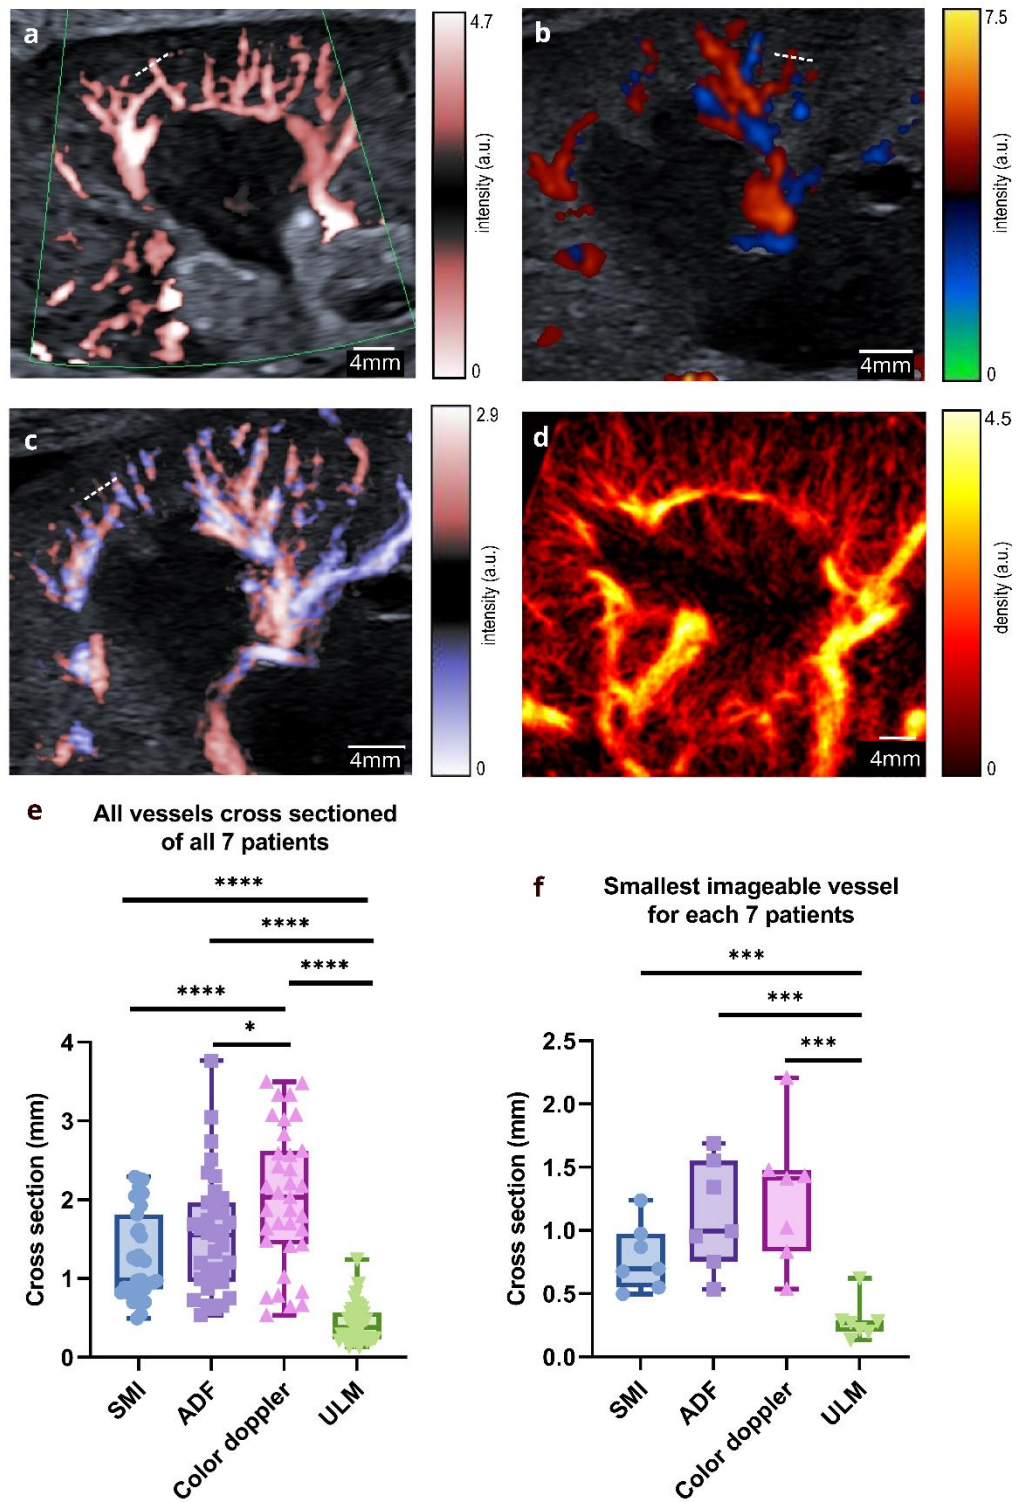 a
4.7
intensity (a.u.)
0
4mm
b
7.5
intensity (a.u.)
0
4mm
c
2.9
intensity (a.u.)
0
4mm
d
4.5
density (a.u.)
0
4mm
e
All vessels cross sectioned
of all 7 patients
****
****
****
****
*
Cross section (mm)
4
3
2
1
0
SMI
ADF
Color doppler
ULM
f
Smallest imageable vessel
for each 7 patients
***
***
***
Cross section (mm)
2.5
2.0
1.5
1.0
0.5
0.0
SMI
ADF
Color doppler
ULM